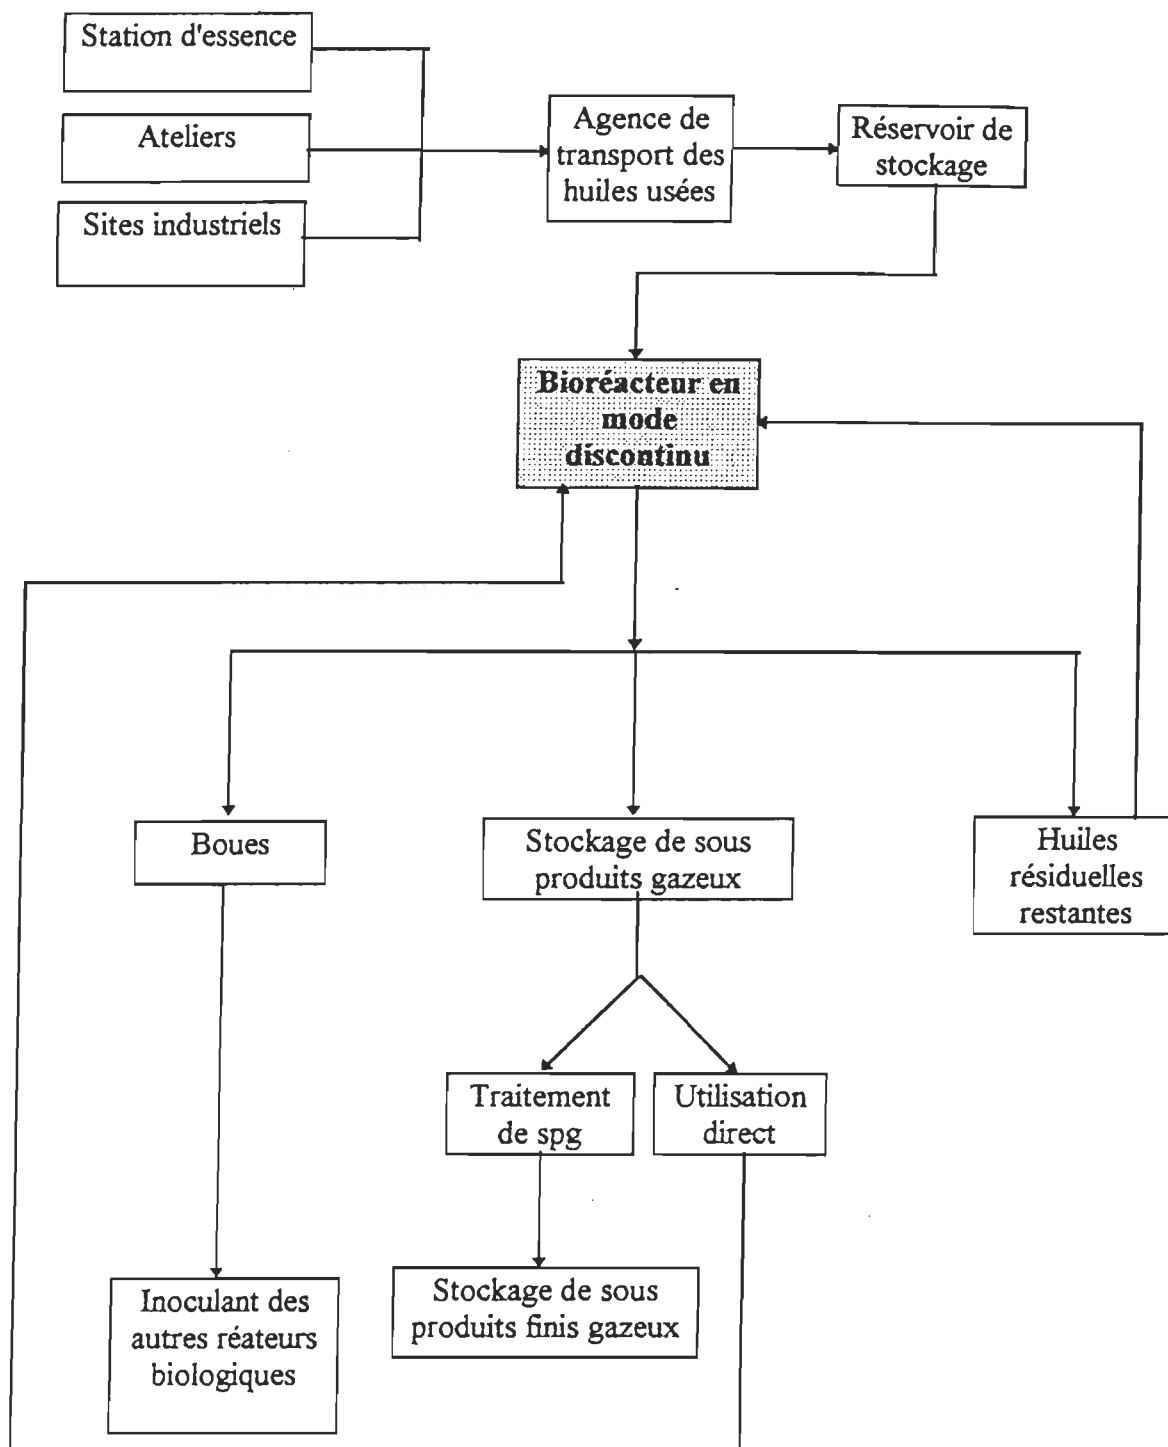 Station d'essence
Ateliers
Sites industriels
Agence de
transport des
huiles usées
Réservoir de
stockage
Bioréacteur en
mode
discontinu
Boues
Stockage de sous
produits gazeux
Huiles
résiduelles
restantes
Traitement
de spg
Utilisation
direct
Inoculant des
autres réateurs
biologiques
Stockage de sous
produits finis gazeux